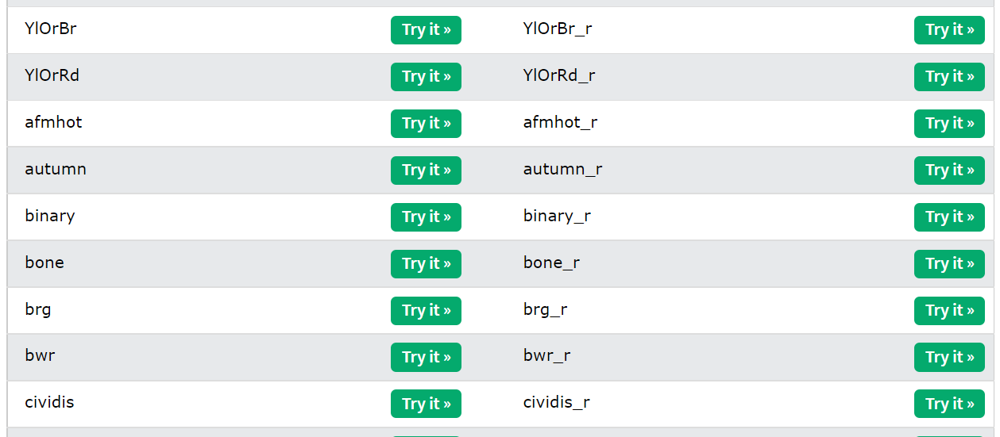 YlOrBr Try it » YlOrBr_r Try it »
YlOrRd Try it » YlOrRd_r Try it »
afmhot Try it » afmhot_r Try it »
autumn Try it » autumn_r Try it »
binary Try it » binary_r Try it »
bone Try it » bone_r Try it »
brg Try it » brg_r Try it »
bwr Try it » bwr_r Try it »
cividis Try it » cividis_r Try it »